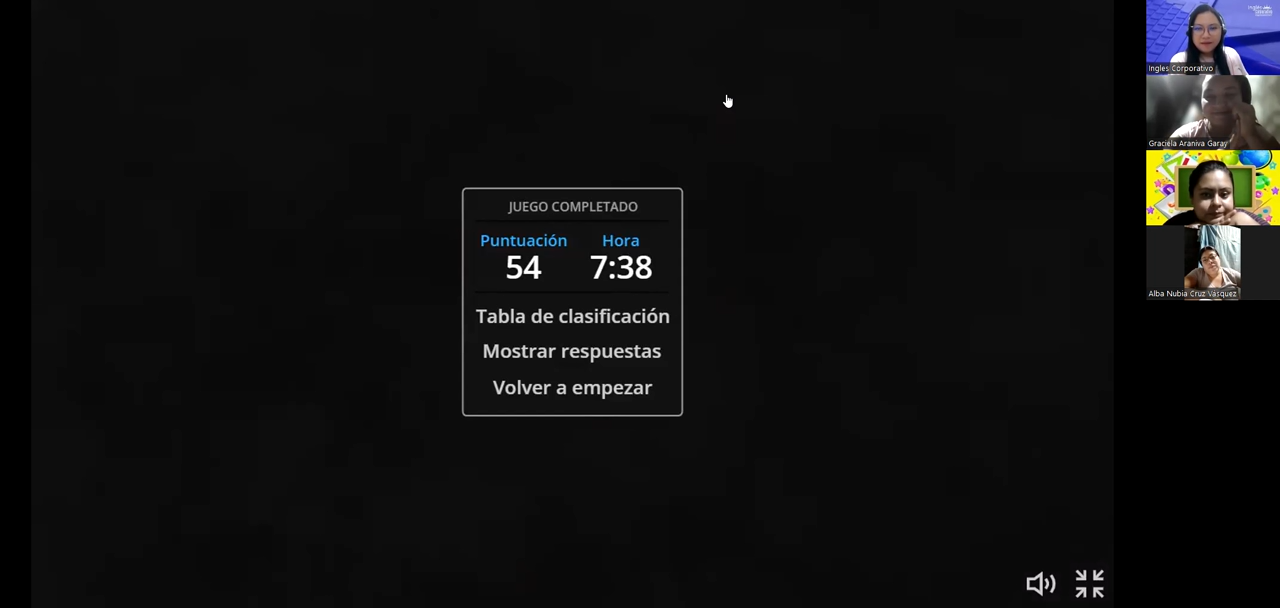 JUEGO COMPLETADO
Puntuación Hora
54 7:38
Tabla de clasificación
Mostrar respuestas
Volver a empezar
Ingles Corporativo
Graciela Araniva Garay
Alba Nubia Cruz Vásquez